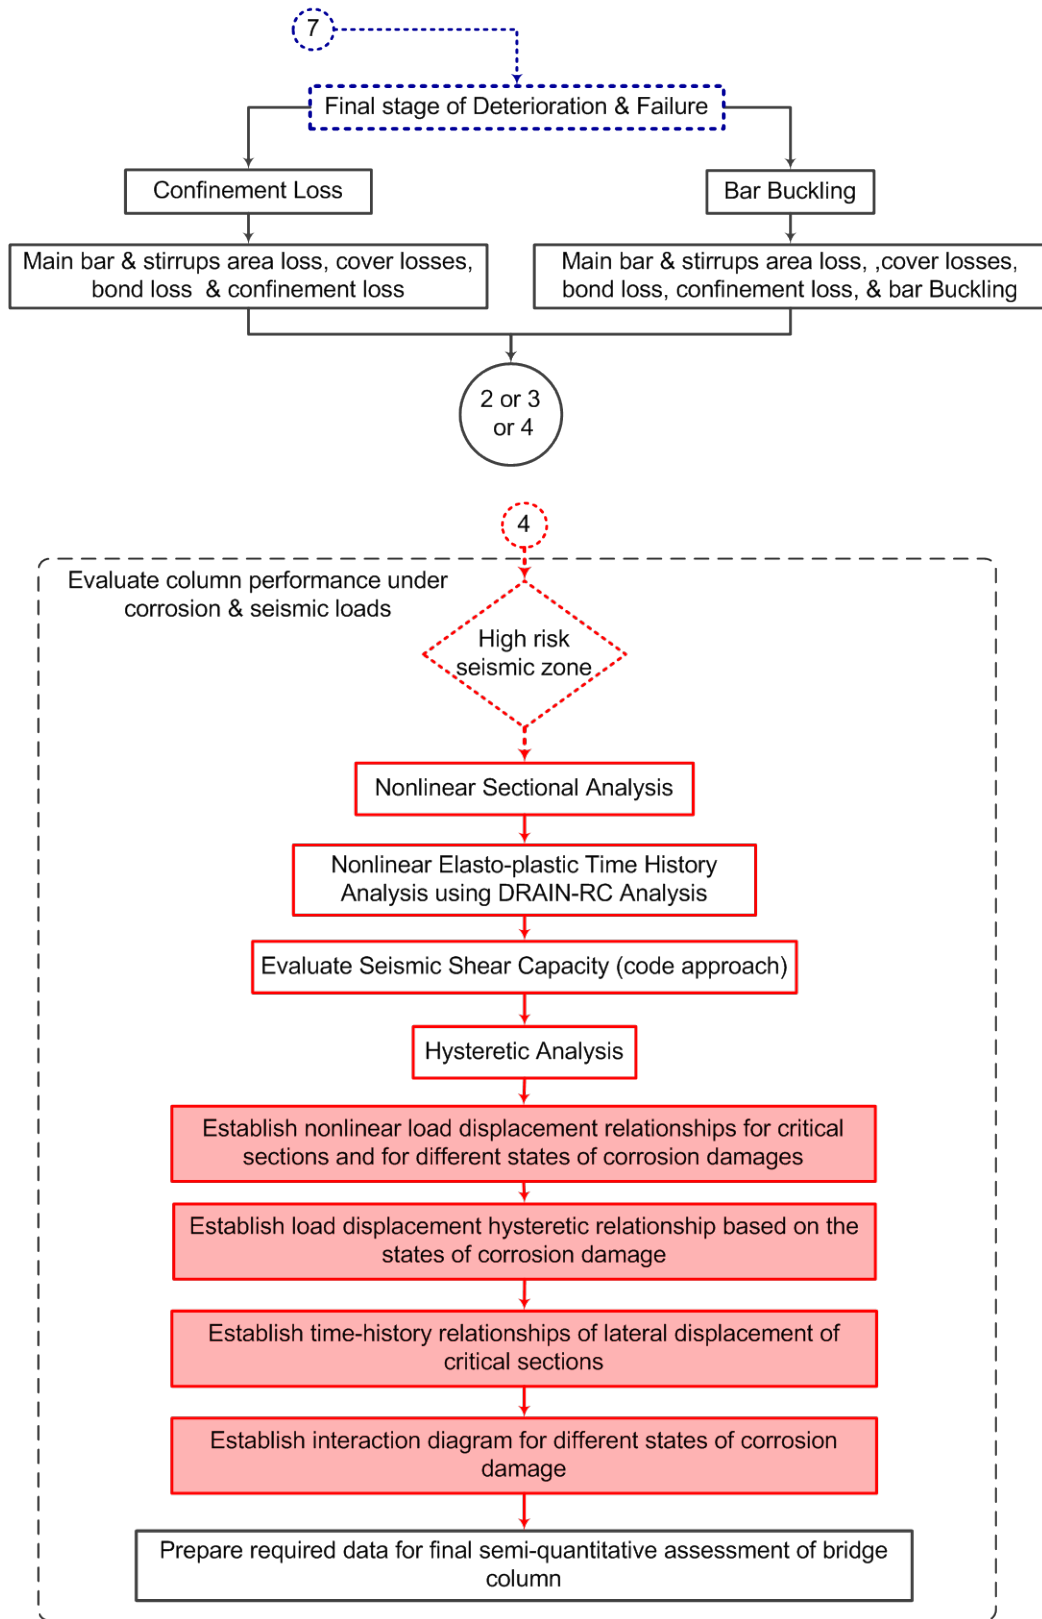 7
Final stage of Deterioration & Failure
Confinement Loss
Bar Buckling
Main bar & stirrups area loss, cover losses,
bond loss & confinement loss
Main bar & stirrups area loss, ,cover losses,
bond loss, confinement loss, & bar Buckling
2 or 3
or 4
4
Evaluate column performance under
corrosion & seismic loads
High risk
seismic zone
Nonlinear Sectional Analysis
Nonlinear Elasto-plastic Time History
Analysis using DRAIN-RC Analysis
Evaluate Seismic Shear Capacity (code approach)
Hysteretic Analysis
Establish nonlinear load displacement relationships for critical
sections and for different states of corrosion damages
Establish load displacement hysteretic relationship based on the
states of corrosion damage
Establish time-history relationships of lateral displacement of
critical sections
Establish interaction diagram for different states of corrosion
damage
Prepare required data for final semi-quantitative assessment of bridge
column